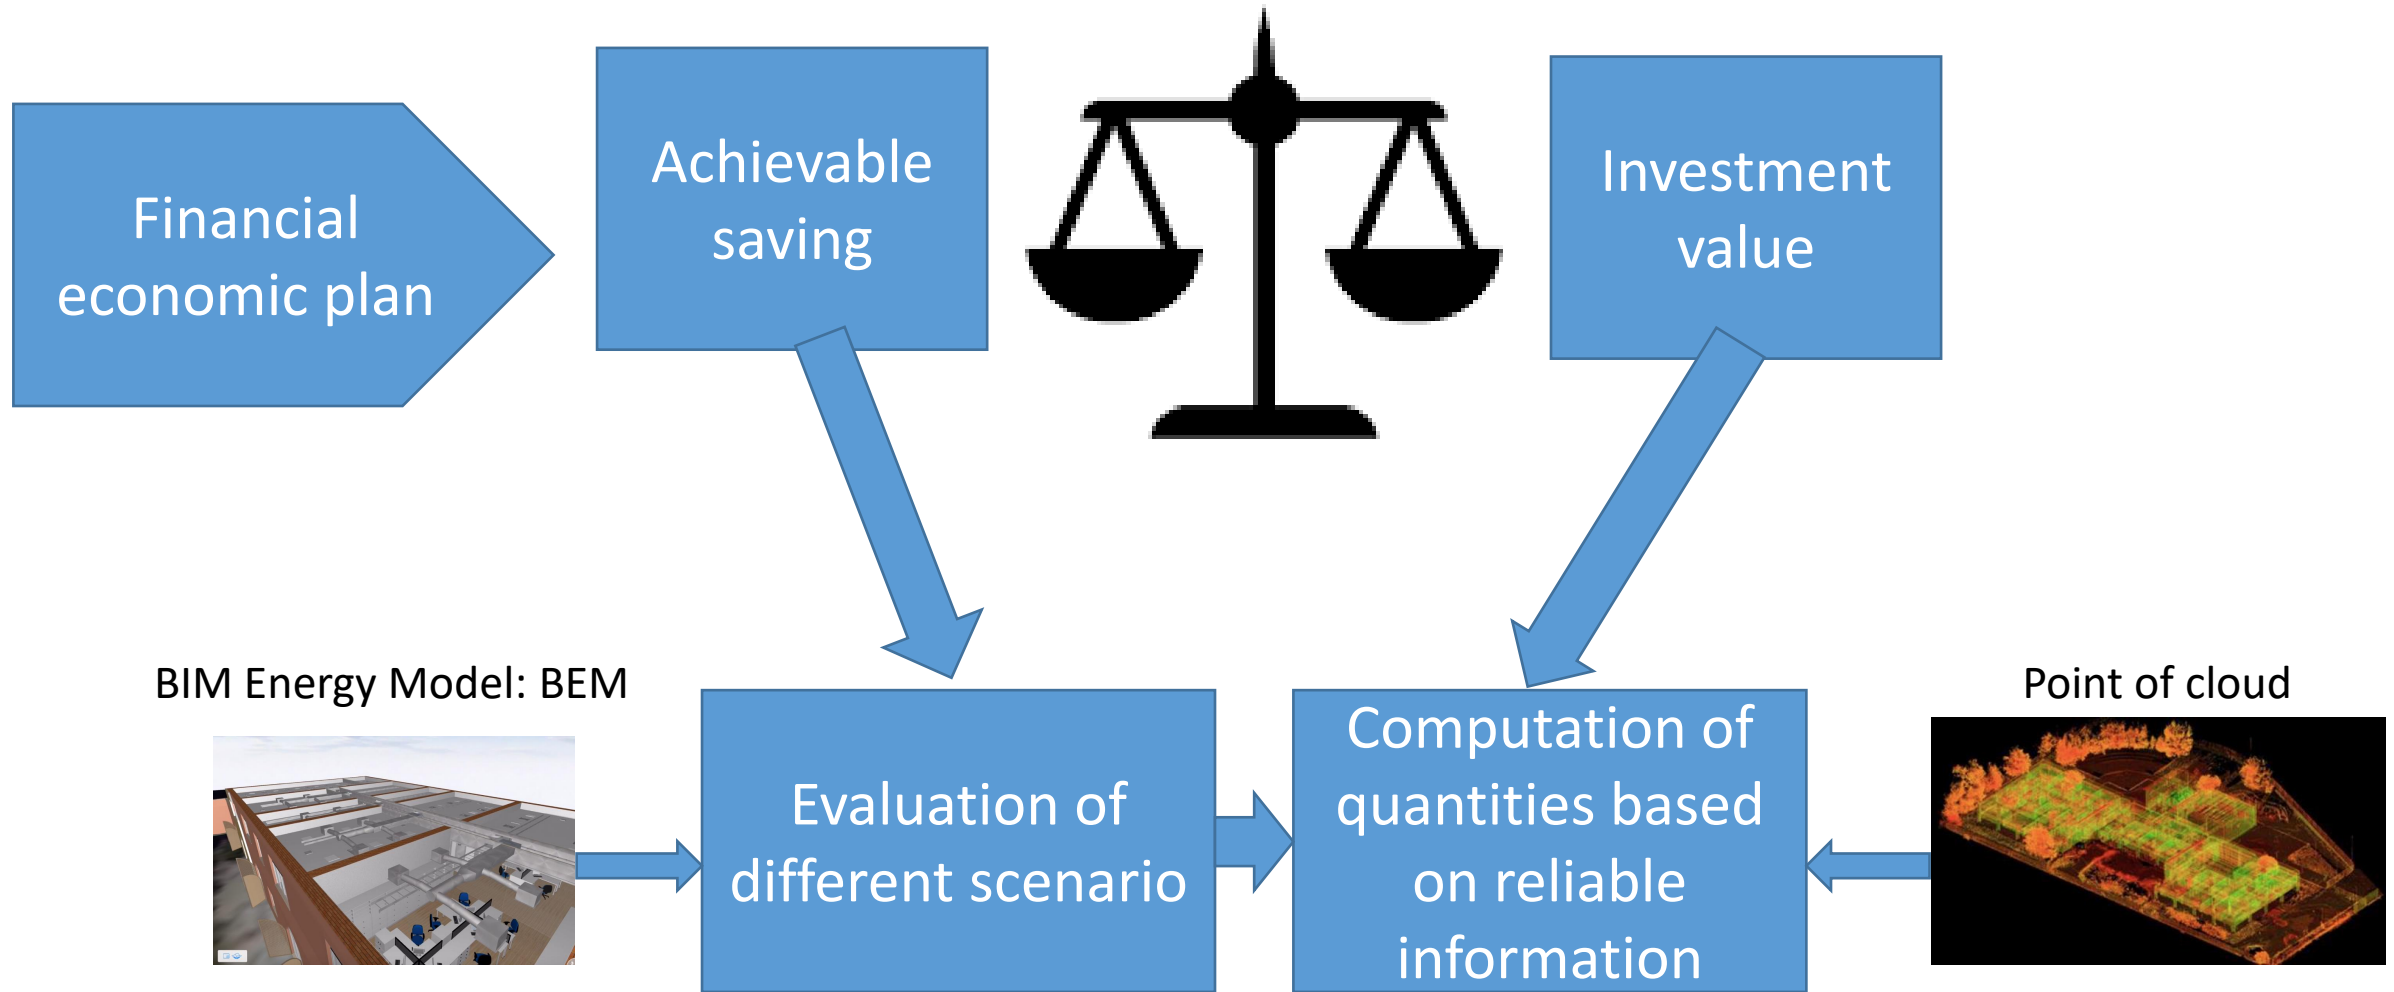 Financial
economic plan
Achievable
saving
Investment
value
BIM Energy Model: BEM
Evaluation of
different scenario
Computation of
quantities based
on reliable
information
Point of cloud